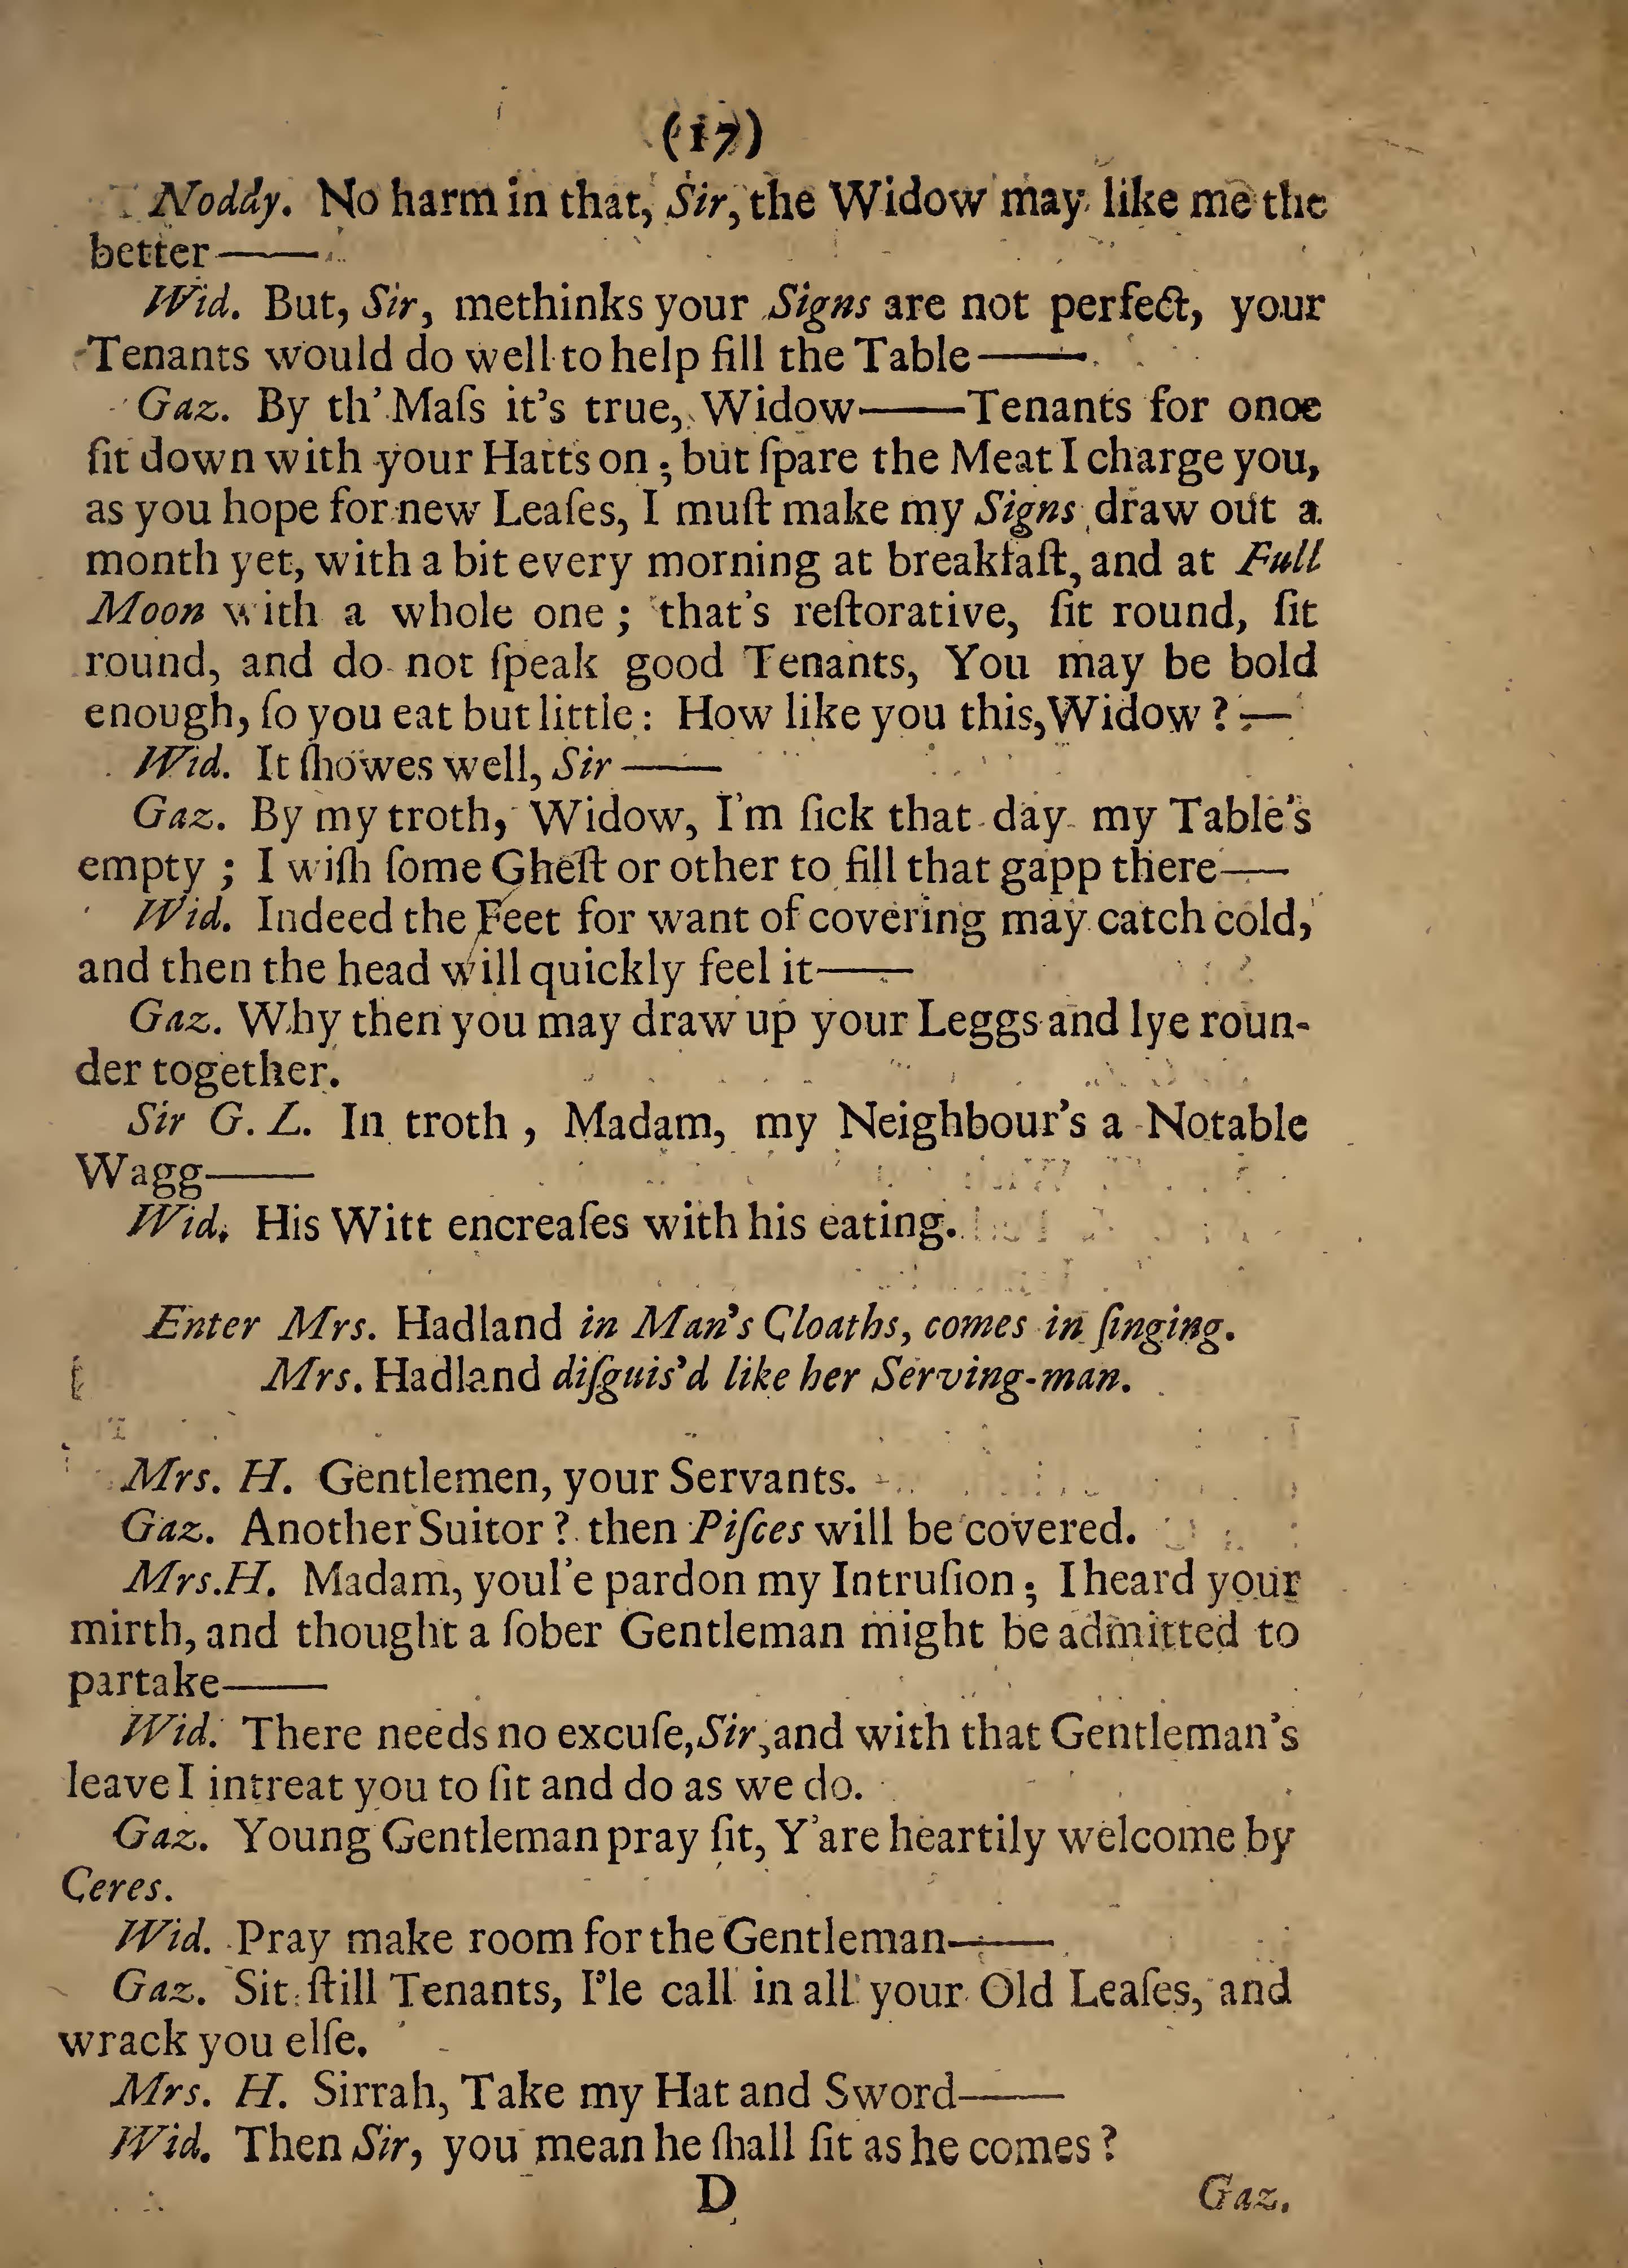 (17)
Noddy. No harm in that, Sir, the Widow may like me the
better——
Wid. But, Sir, methinks your Signs are not perfect, your
Tenants would do well to help fill the Table——
Gaz. By th' Maſs it's true, Widow——Tenants for once
ſit down with your Hatts on; but ſpare the Meat I charge you,
as you hope for new Leaſes, I muſt make my Signs draw out a
month yet, with a bit every morning at breakfaſt, and at Full
Moon with a whole one; that's reſtorative, ſit round, ſit
round, and do not ſpeak good Tenants, You may be bold
enough, ſo you eat but little: How like you this, Widow?—
Wid. It ſhowes well, Sir——
Gaz. By my troth, Widow, I'm ſick that day my Table's
empty; I wiſh ſome Gheſt or other to fill that gapp there——
Wid. Indeed the Feet for want of covering may catch cold,
and then the head will quickly feel it——
Gaz. Why then you may draw up your Leggs and lye roun-
der together.
Sir G. L. In troth, Madam, my Neighbour's a Notable
Wagg——
Wid. His Witt encreaſes with his eating.
Enter Mrs. Hadland in Man's Cloaths, comes in ſinging.
Mrs. Hadland diſguis'd like her Serving-man.
Mrs. H. Gentlemen, your Servants.
Gaz. Another Suitor? then Piſces will be covered.
Mrs. H. Madam, youl'e pardon my Intruſion; I heard your
mirth, and thought a ſober Gentleman might be admitted to
partake——
Wid. There needs no excuſe, Sir, and with that Gentleman's
leave I intreat you to ſit and do as we do.
Gaz. Young Gentleman pray ſit, Y'are heartily welcome by
Ceres.
Wid. Pray make room for the Gentleman——
Gaz. Sit ſtill Tenants, I'le call in all your Old Leaſes, and
wrack you elſe.
Mrs. H. Sirrah, Take my Hat and Sword——
Wid. Then Sir, you mean he ſhall ſit as he comes?
D Gaz.